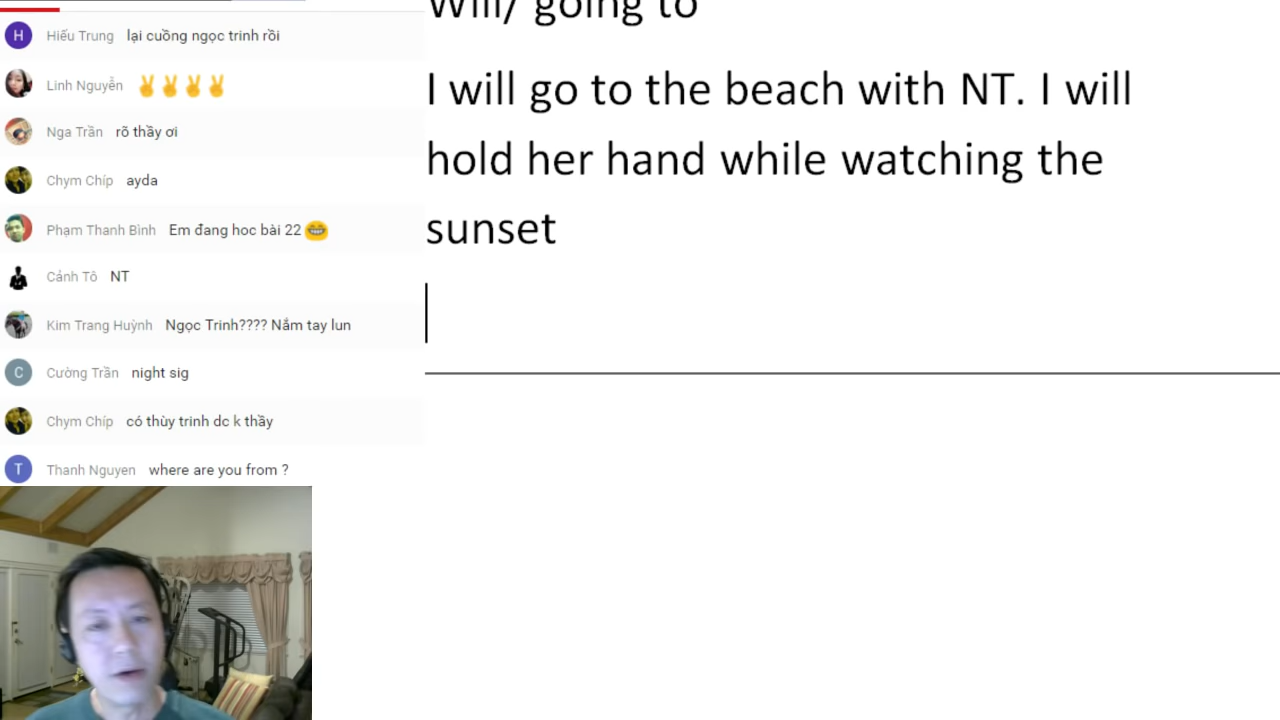 Hiếu Trung lại cuồng ngọc trinh rồi
Linh Nguyễn ✌✌✌✌
Nga Trần rõ thầy ơi
Chym Chíp ayda
Phạm Thanh Bình Em đang hoc bài 22 😂
Cảnh Tô NT
Kim Trang Huỳnh Ngọc Trinh???? Nắm tay lun
Cường Trần night sig
Chym Chíp có thùy trinh dc k thầy
Thanh Nguyen where are you from ?
Will/ going to
I will go to the beach with NT. I will
hold her hand while watching the
sunset